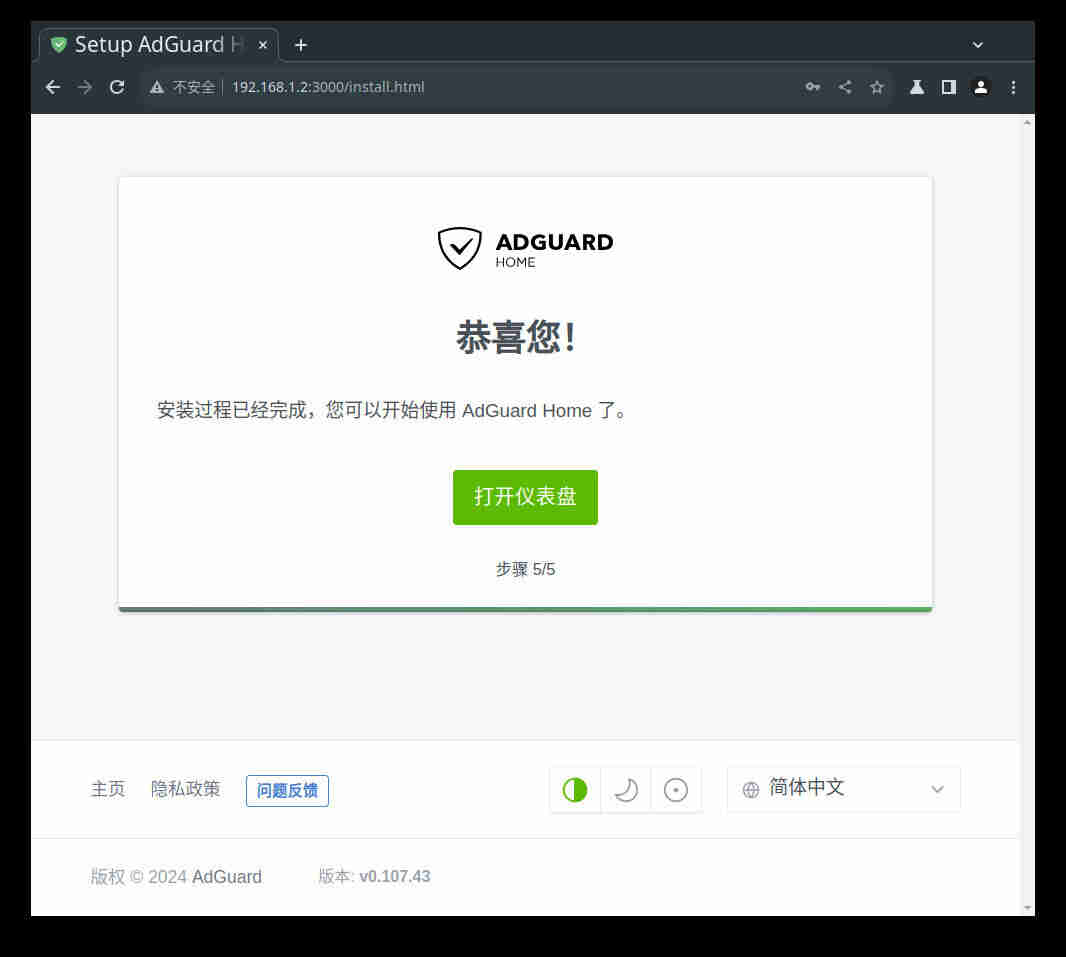 Setup AdGuard H
不安全
192.168.1.2:3000/install.html
ADGUARD
HOME
恭喜您！
安装过程已经完成，您可以开始使用 AdGuard Home 了。
打开仪表盘
步骤 5/5
主页 隐私政策 问题反馈 简体中文
版权 © 2024 AdGuard 版本: v0.107.43